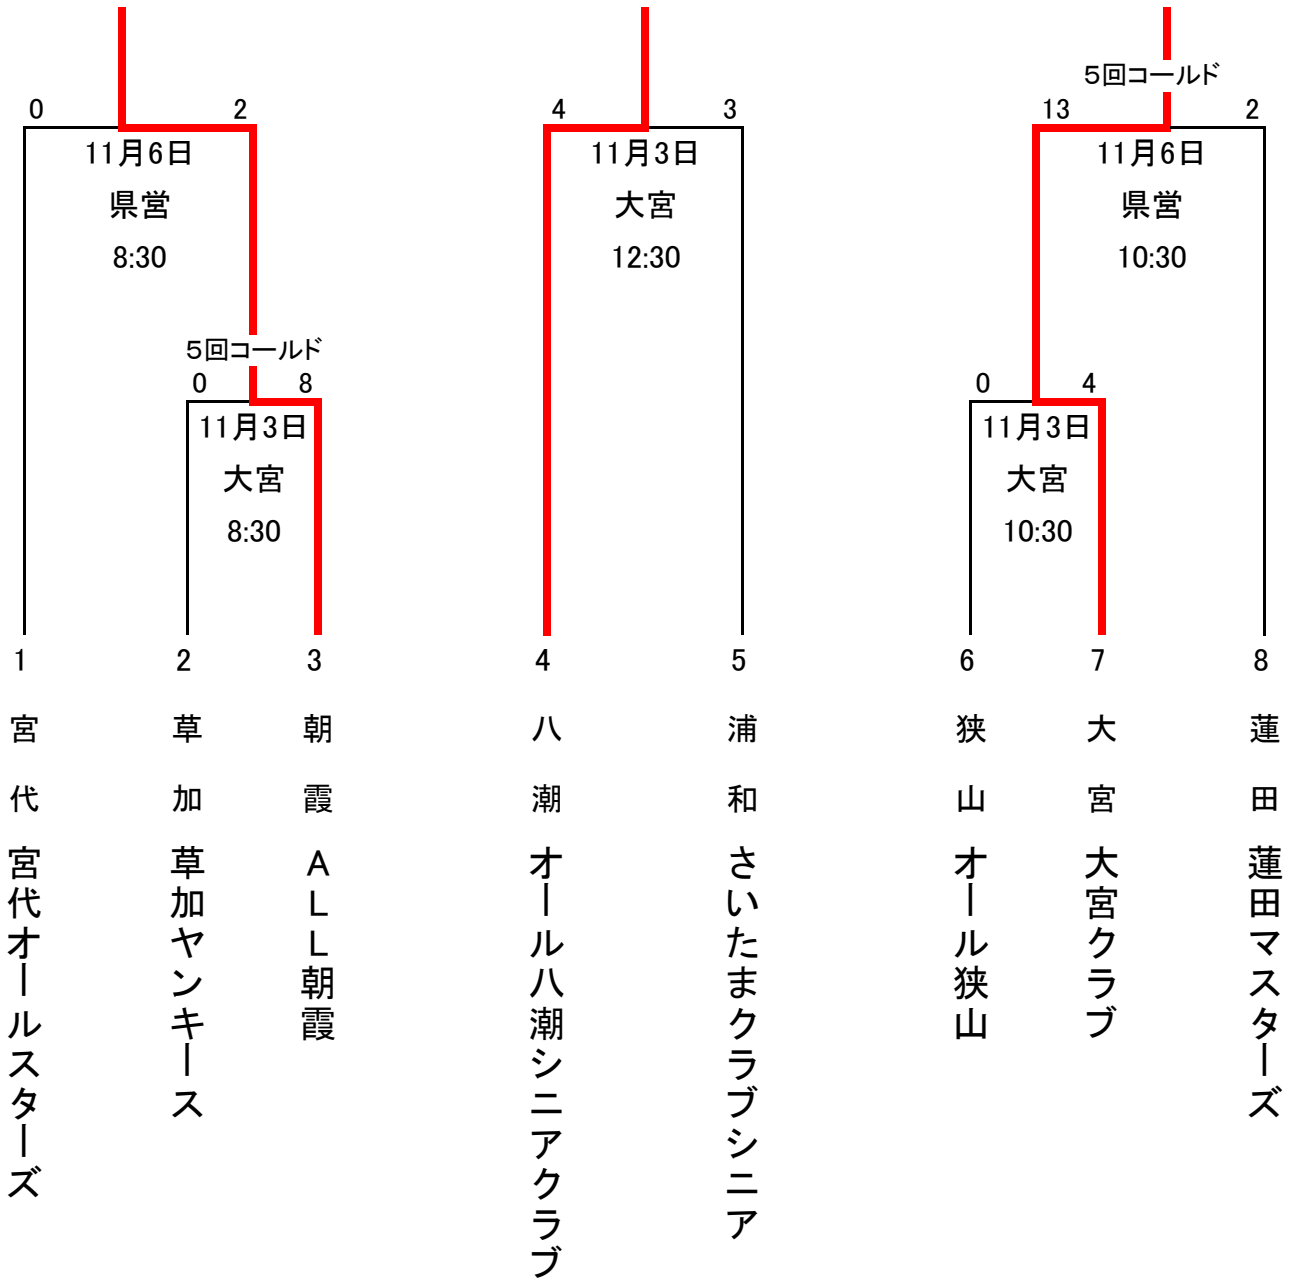 5回コールド
0 2
4 3
13 2
11月6日
県営
8:30
11月3日
大宮
12:30
11月6日
県営
10:30
5回コールド
0 8
11月3日
大宮
8:30
0 4
11月3日
大宮
10:30
1 2 3 4 5 6 7 8
宮代
草加
朝霞
八潮
浦和
狭山
大宮
蓮田
宮代オールスターズ
草加ヤンキース
ALL朝霞
オール八潮シニアクラブ
さいたまクラブシニア
オール狭山
大宮クラブ
蓮田マスターズ